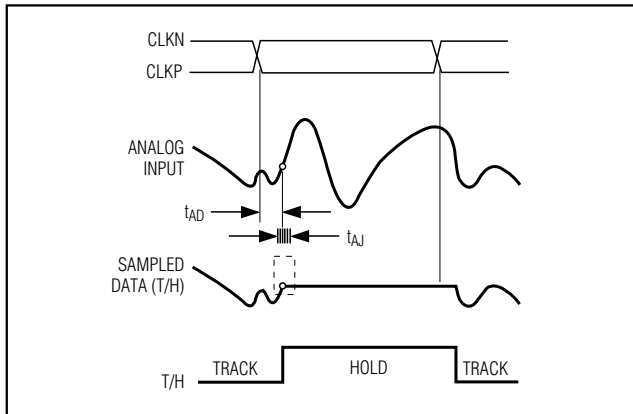 CLKN
CLKP
ANALOG
INPUT
tAD
tAJ
SAMPLED
DATA (T/H)
TRACK
HOLD
TRACK
T/H